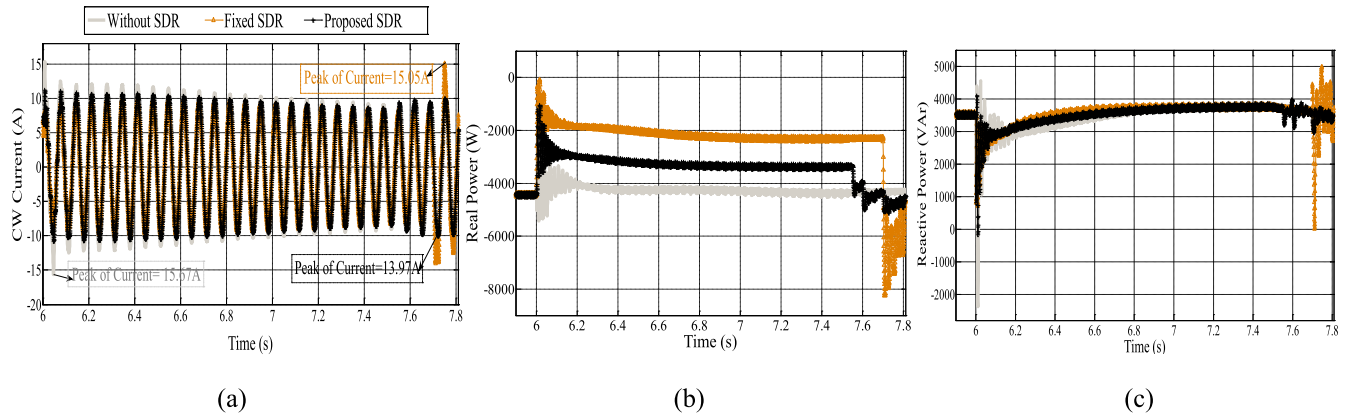 Without SDR Fixed SDR Proposed SDR
CW Current (A)
15
10
5
0
-5
-10
-15
-20
Peak of Current=15.05A
Peak of Current=13.97A
Peak of Current= 15.67A
6 6.2 6.4 6.6 6.8 7 7.2 7.4 7.6 7.8
Time (s)
(a)
Real Power (W)
0
-2000
-4000
-6000
-8000
6 6.2 6.4 6.6 6.8 7 7.2 7.4 7.6 7.8
Time (s)
(b)
Reactive Power (VAr)
5000
4000
3000
2000
1000
0
-1000
-2000
6 6.2 6.4 6.6 6.8 7 7.2 7.4 7.6 7.8
Time (s)
(c)